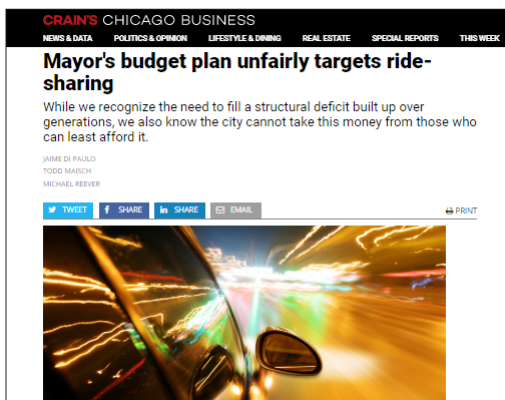 CRAIN'S CHICAGO BUSINESS
NEWS & DATA POLITICS & OPINION LIFESTYLE & DINING REAL ESTATE SPECIAL REPORTS THIS WEEK
Mayor's budget plan unfairly targets ride-
sharing
While we recognize the need to fill a structural deficit built up over
generations, we also know the city cannot take this money from those who
can least afford it.
JAIME DI PAULO
TODD MAISCH
MICHAEL REEVER
TWEET f SHARE in SHARE EMAIL PRINT